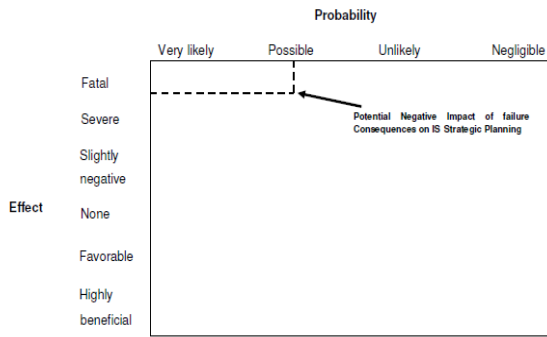 Probability
Very likely Possible Unlikely Negligible
Fatal
Potential Negative Impact of failure
Consequences on IS Strategic Planning
Severe
Slightly
negative
Effect
None
Favorable
Highly
beneficial